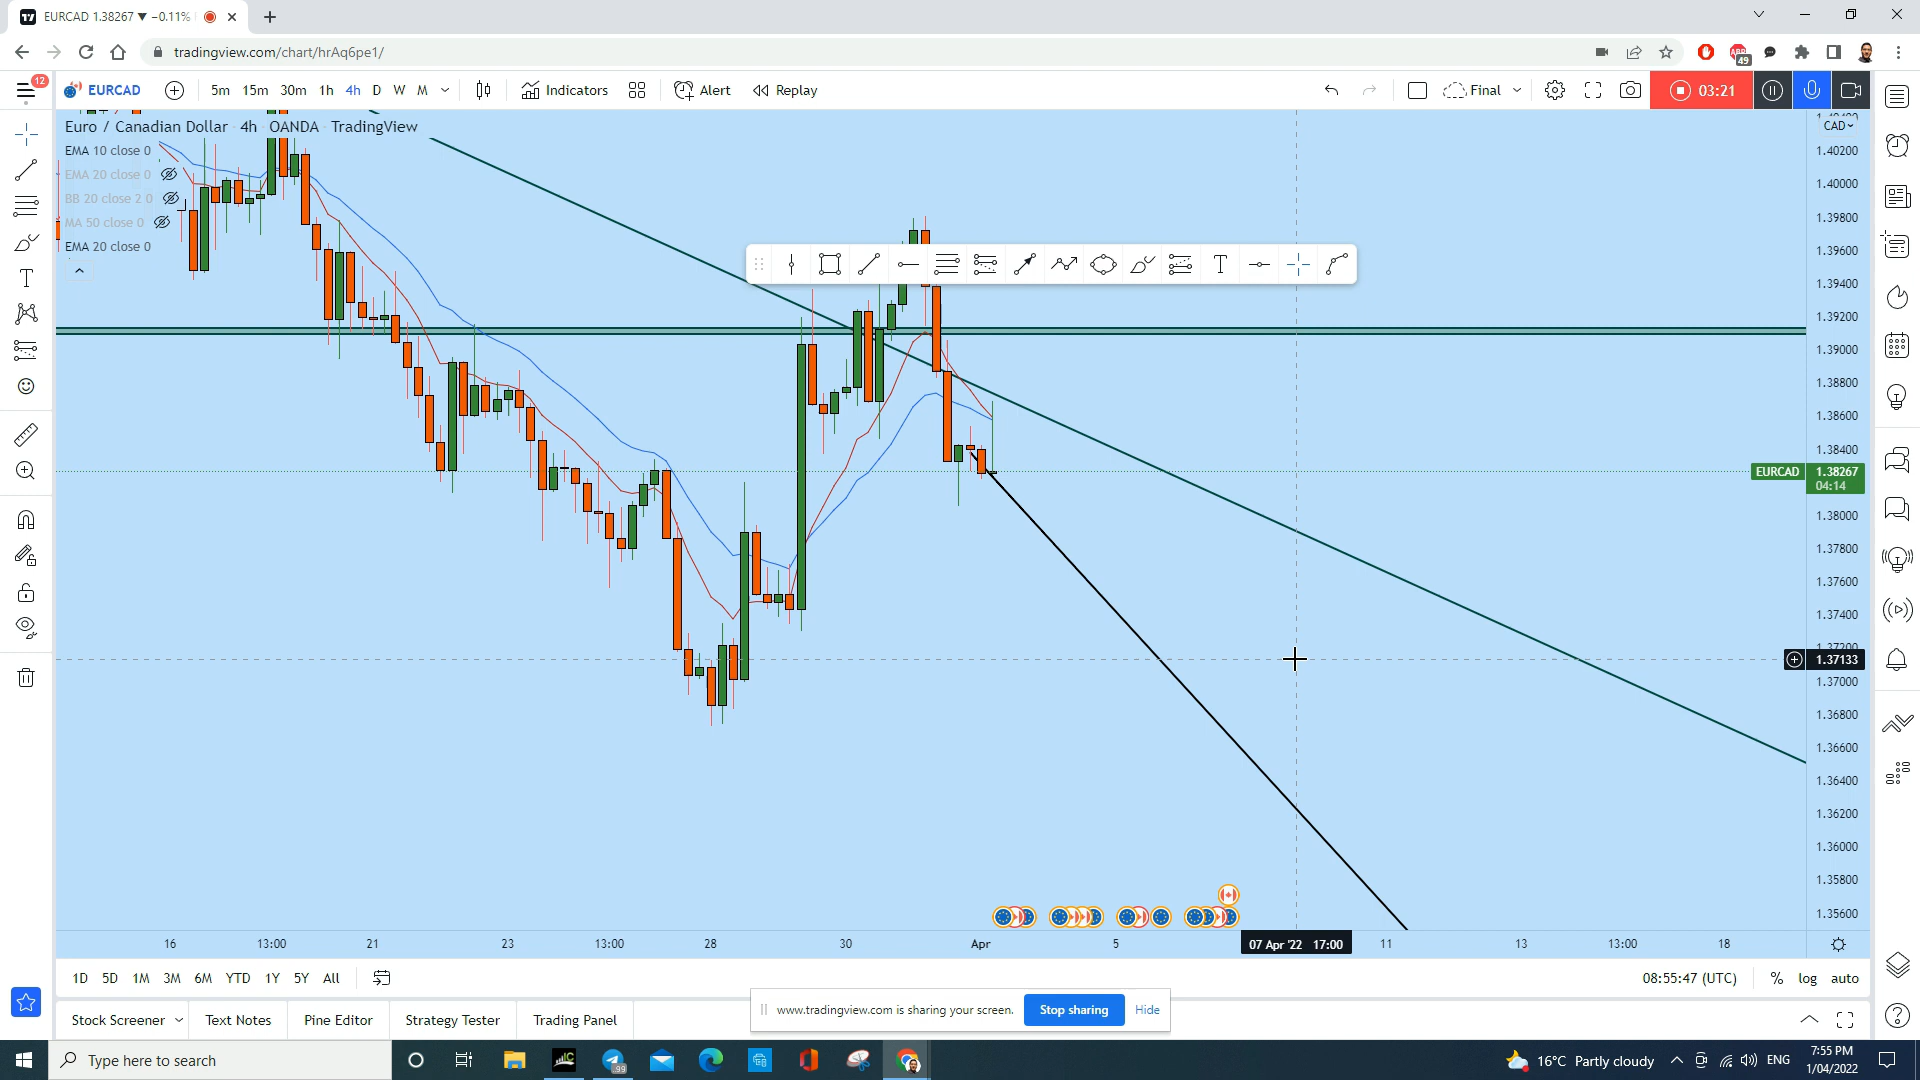 EURCAD 1.38267 ▼ −0.11%
tradingview.com/chart/hrAq6pe1/
49
12
EURCAD
5m 15m 30m 1h 4h D W M
Indicators
Alert
Replay
Final
03:21
Euro / Canadian Dollar 4h OANDA TradingView
EMA 10 close 0
EMA 20 close 0
BB 20 close 2 0
MA 50 close 0
EMA 20 close 0
CAD
1.40200
1.40000
1.39800
1.39600
1.39400
1.39200
1.39000
1.38800
1.38600
1.38400
EURCAD 1.38267
04:14
1.38000
1.37800
1.37600
1.37400
1.37200
1.37133
1.37000
1.36800
1.36600
1.36400
1.36200
1.36000
1.35800
1.35600
16 13:00 21 23 13:00 28 30 Apr 5 07 Apr '22 17:00 11 13 13:00 18
1D 5D 1M 3M 6M YTD 1Y 5Y All
08:55:47 (UTC) % log auto
Stock Screener Text Notes Pine Editor Strategy Tester Trading Panel
www.tradingview.com is sharing your screen. Stop sharing Hide
Type here to search
99
16°C Partly cloudy
ENG
7:55 PM
1/04/2022